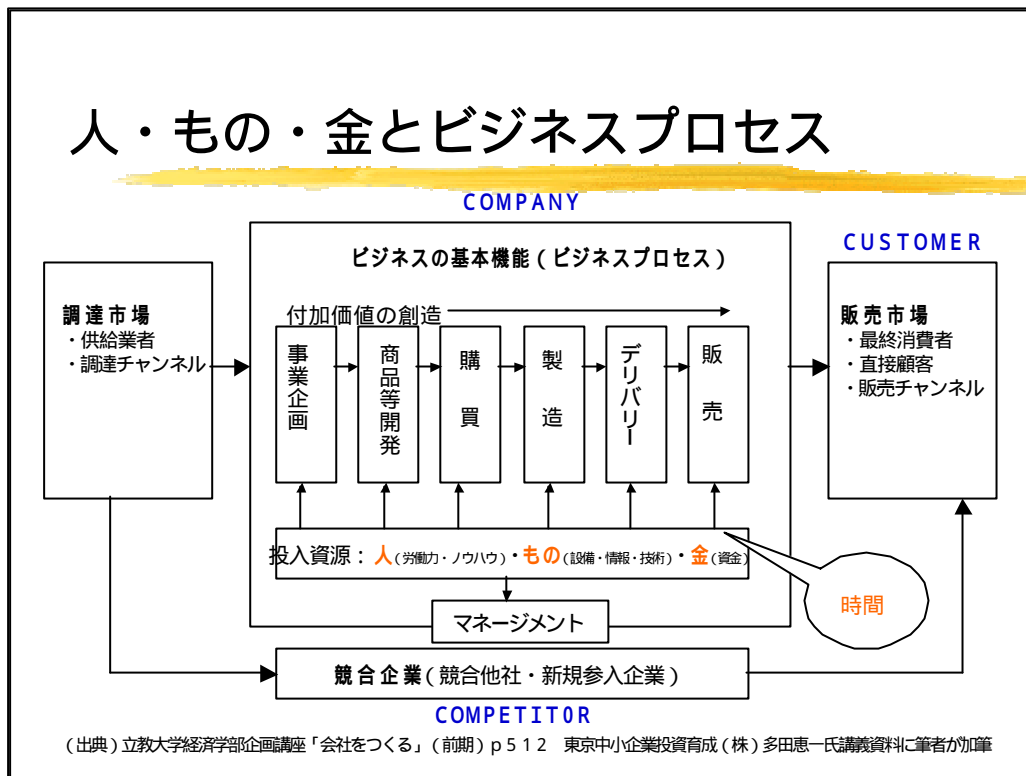 人・もの・金とビジネスプロセス
COMPANY
CUSTOMER
ビジネスの基本機能（ビジネスプロセス）
調達市場
・供給業者
・調達チャンネル
付加価値の創造
事業企画
商品等開発
購買
製造
デリバリー
販売
販売市場
・最終消費者
・直接顧客
・販売チャンネル
投入資源：人（労働力・ノウハウ）・もの（設備・情報・技術）・金（資金）
時間
マネージメント
競合企業（競合他社・新規参入企業）
COMPETIT0R
（出典）立教大学経済学部企画講座「会社をつくる」（前期）ｐ５１２　東京中小企業投資育成（株）多田恵一氏講義資料に筆者が加筆